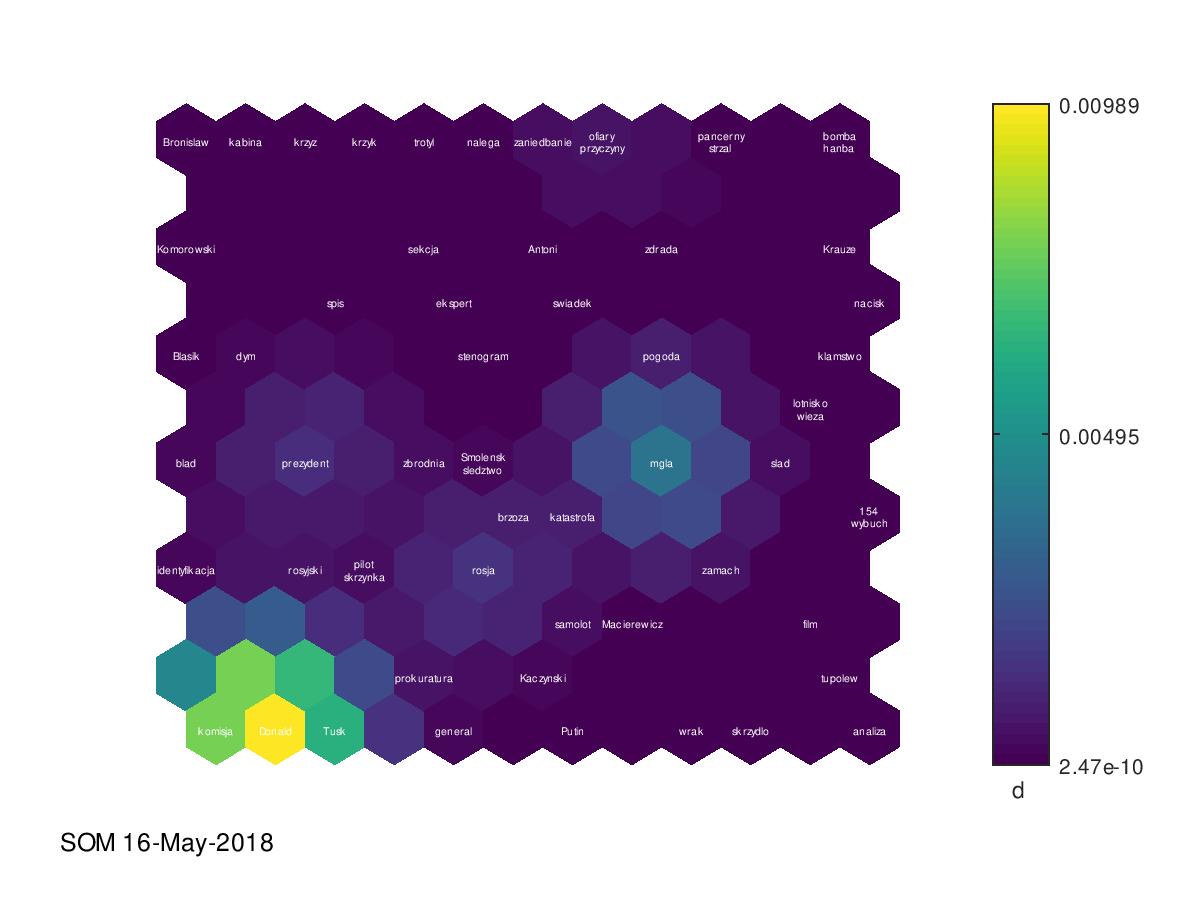 0.00989
Bronislaw kabina krzyz krzyk trotyl nalega zaniedbanie ofiary pancerny bomba
przyczyny strzal hanba
Komorowski sekcja Antoni zdrada Krauze
spis ekspert swiadek nacisk
Blasik dym stenogram pogoda klamstwo
lotnisko
wieza
0.00495
blad prezydent zbrodnia Smolensk mgla slad
sledztwo
brzoza katastrofa 154
wybuch
identyfikacja rosyjski pilot rosja zamach
skrzynka
samolot Macierewicz film
prokuratura Kaczynski tupolew
komisja Donald Tusk general Putin wrak skrzydlo analiza
2.47e-10
d
SOM 16-May-2018